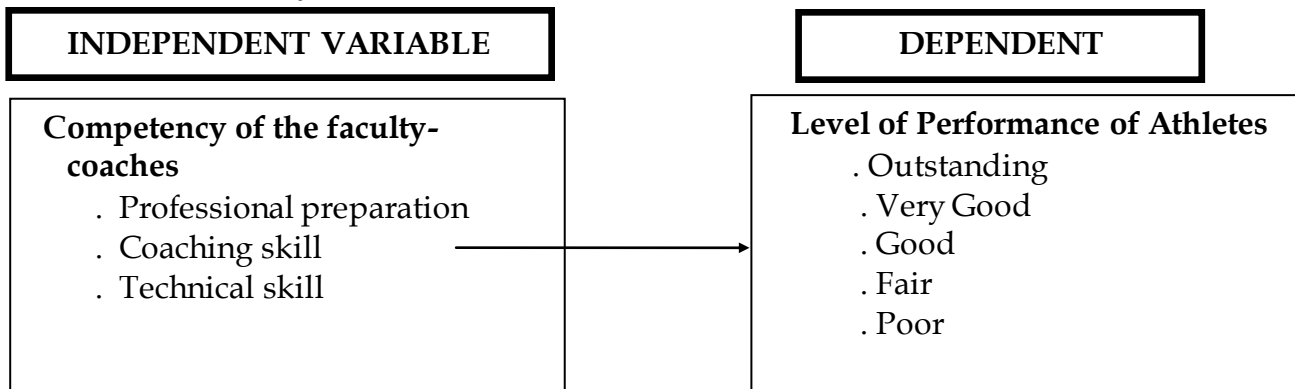 INDEPENDENT VARIABLE
DEPENDENT
Competency of the faculty-
coaches
. Professional preparation
. Coaching skill
. Technical skill
Level of Performance of Athletes
. Outstanding
. Very Good
. Good
. Fair
. Poor